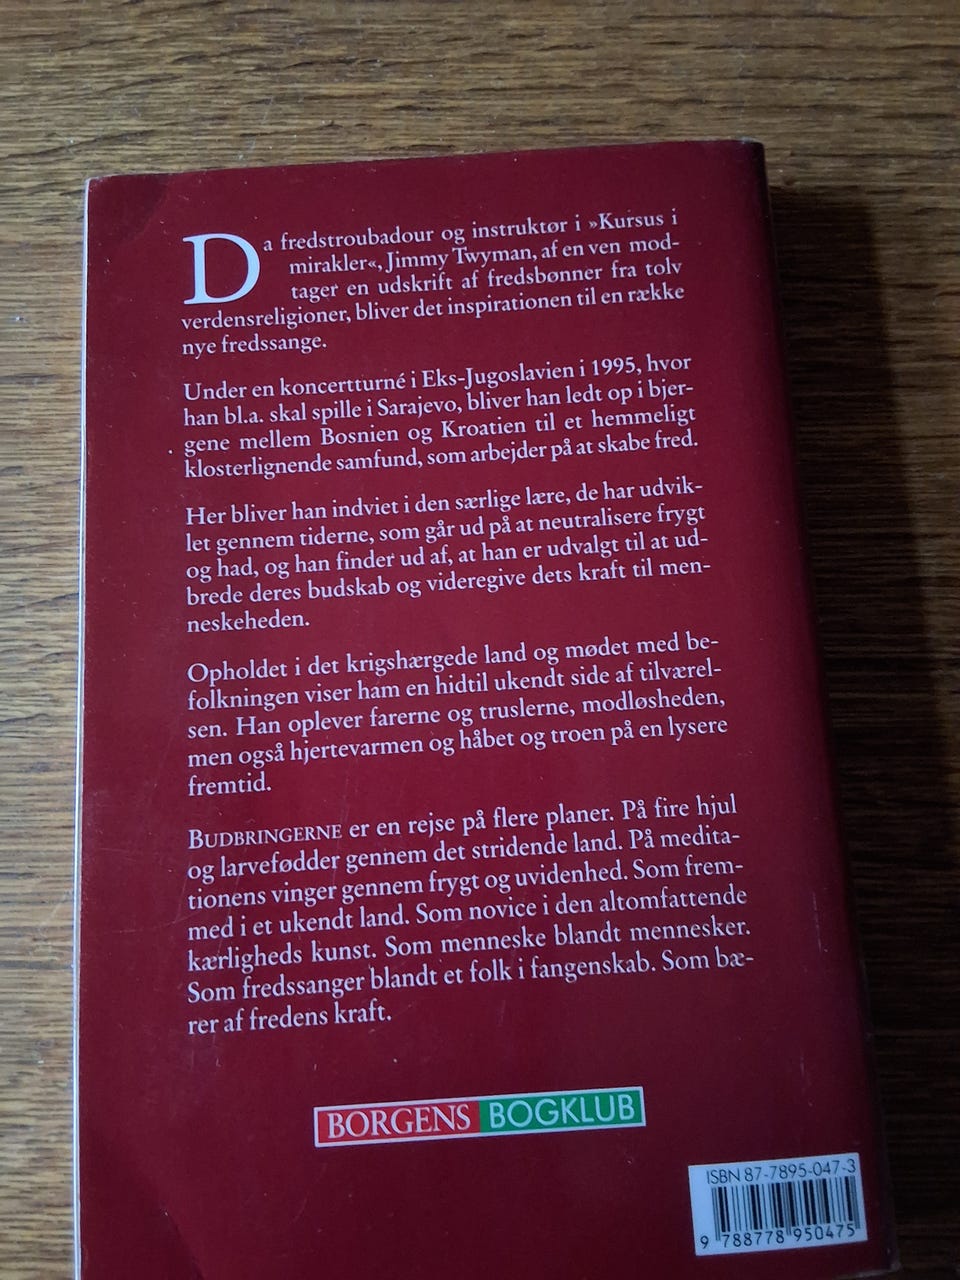 Da fredstroubadour og instruktør i »Kursus i
mirakler«, Jimmy Twyman, af en ven mod-
tager en udskrift af fredsbønner fra tolv
verdensreligioner, bliver det inspirationen til en række
nye fredssange.
Under en koncertturné i Eks-Jugoslavien i 1995, hvor
han bl.a. skal spille i Sarajevo, bliver han ledt op i bjer-
gene mellem Bosnien og Kroatien til et hemmeligt
klosterlignende samfund, som arbejder på at skabe fred.
Her bliver han indviet i den særlige lære, de har udvik-
let gennem tiderne, som går ud på at neutralisere frygt
og had, og han finder ud af, at han er udvalgt til at ud-
brede deres budskab og videregive dets kraft til men-
neskeheden.
Opholdet i det krigshærgede land og mødet med be-
folkningen viser ham en hidtil ukendt side af tilværel-
sen. Han oplever farerne og truslerne, modløsheden,
men også hjertevarmen og håbet og troen på en lysere
fremtid.
BUDBRINGERNE er en rejse på flere planer. På fire hjul
og larvefødder gennem det stridende land. På medita-
tionens vinger gennem frygt og uvidenhed. Som frem-
med i et ukendt land. Som novice i den altomfattende
kærligheds kunst. Som menneske blandt mennesker.
Som fredssanger blandt et folk i fangenskab. Som bæ-
rer af fredens kraft.
BORGENS BOGKLUB
ISBN 87-7895-047-3
9 788778 950475